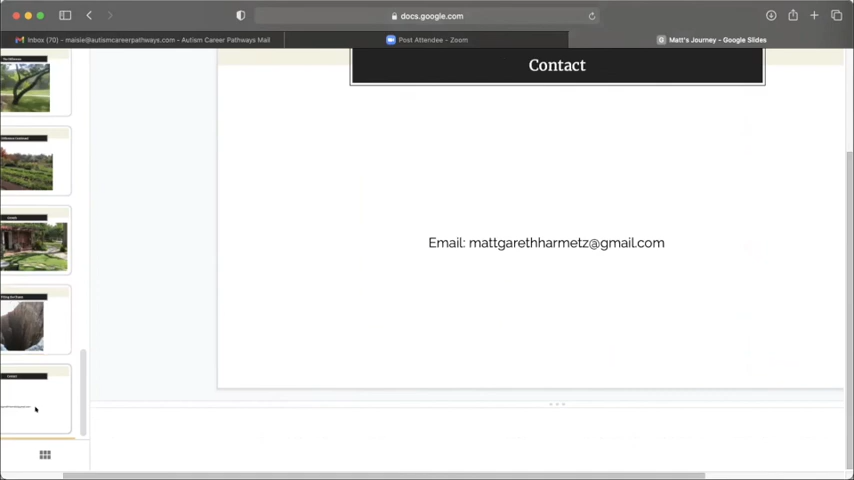 docs.google.com
Inbox (70) - maisie@autismcareerpathways.com - Autism Career Pathways Mail
Post Attendee - Zoom
G Matt's Journey - Google Slides
Contact
Email: mattgarethharmetz@gmail.com